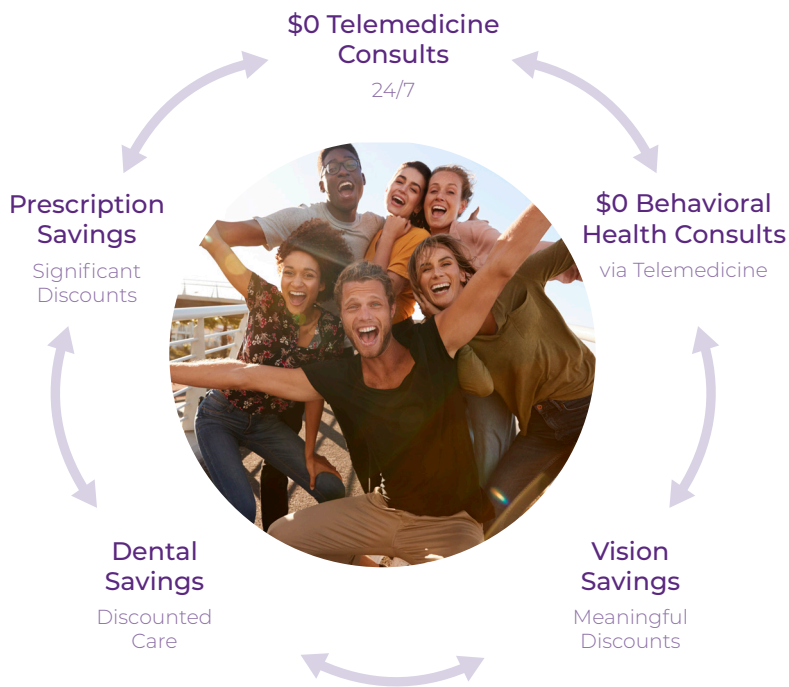 $0 Telemedicine
Consults
24/7
$0 Behavioral
Health Consults
via Telemedicine
Vision
Savings
Meaningful
Discounts
Dental
Savings
Discounted
Care
Prescription
Savings
Significant
Discounts